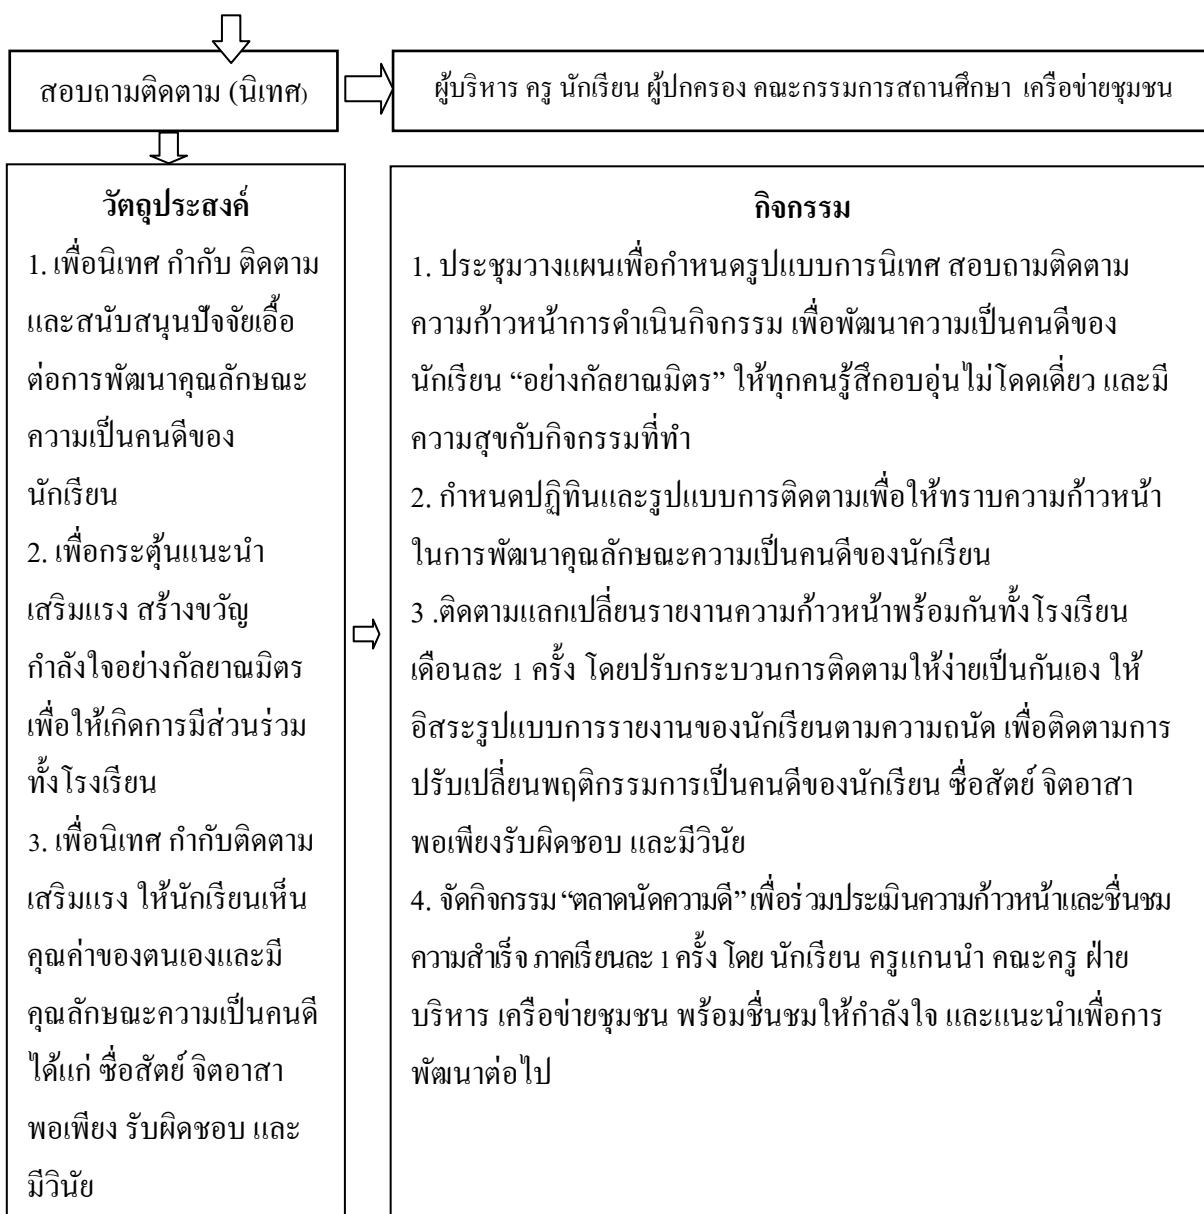 สอบถามติดตาม (นิเทศ)
ผู้บริหาร ครู นักเรียน ผู้ปกครอง คณะกรรมการสถานศึกษา เครือข่ายชุมชน
วัตถุประสงค์
1. เพื่อนิเทศ กำกับ ติดตาม
และสนับสนุนปัจจัยเอื้อ
ต่อการพัฒนาคุณลักษณะ
ความเป็นคนดีของ
นักเรียน
2. เพื่อกระตุ้นแนะนำ
เสริมแรง สร้างขวัญ
กำลังใจอย่างกัลยาณมิตร
เพื่อให้เกิดการมีส่วนร่วม
ทั้งโรงเรียน
3. เพื่อนิเทศ กำกับติดตาม
เสริมแรง ให้นักเรียนเห็น
คุณค่าของตนเองและมี
คุณลักษณะความเป็นคนดี
ได้แก่ ซื่อสัตย์ จิตอาสา
พอเพียง รับผิดชอบ และ
มีวินัย
กิจกรรม
1. ประชุมวางแผนเพื่อกำหนดรูปแบบการนิเทศ สอบถามติดตาม
ความก้าวหน้าการดำเนินกิจกรรม เพื่อพัฒนาความเป็นคนดีของ
นักเรียน “อย่างกัลยาณมิตร” ให้ทุกคนรู้สึกอบอุ่นไม่โดดเดี่ยว และมี
ความสุขกับกิจกรรมที่ทำ
2. กำหนดปฏิทินและรูปแบบการติดตามเพื่อให้ทราบความก้าวหน้า
ในการพัฒนาคุณลักษณะความเป็นคนดีของนักเรียน
3 .ติดตามแลกเปลี่ยนรายงานความก้าวหน้าพร้อมกันทั้งโรงเรียน
เดือนละ 1 ครั้ง โดยปรับกระบวนการติดตามให้ง่ายเป็นกันเอง ให้
อิสระรูปแบบการรายงานของนักเรียนตามความถนัด เพื่อติดตามการ
ปรับเปลี่ยนพฤติกรรมการเป็นคนดีของนักเรียน ซื่อสัตย์ จิตอาสา
พอเพียงรับผิดชอบ และมีวินัย
4. จัดกิจกรรม “ตลาดนัดความดี” เพื่อร่วมประเมินความก้าวหน้าและชื่นชม
ความสำเร็จ ภาคเรียนละ 1 ครั้ง โดย นักเรียน ครูแกนนำ คณะครู ฝ่าย
บริหาร เครือข่ายชุมชน พร้อมชื่นชมให้กำลังใจ และแนะนำเพื่อการ
พัฒนาต่อไป